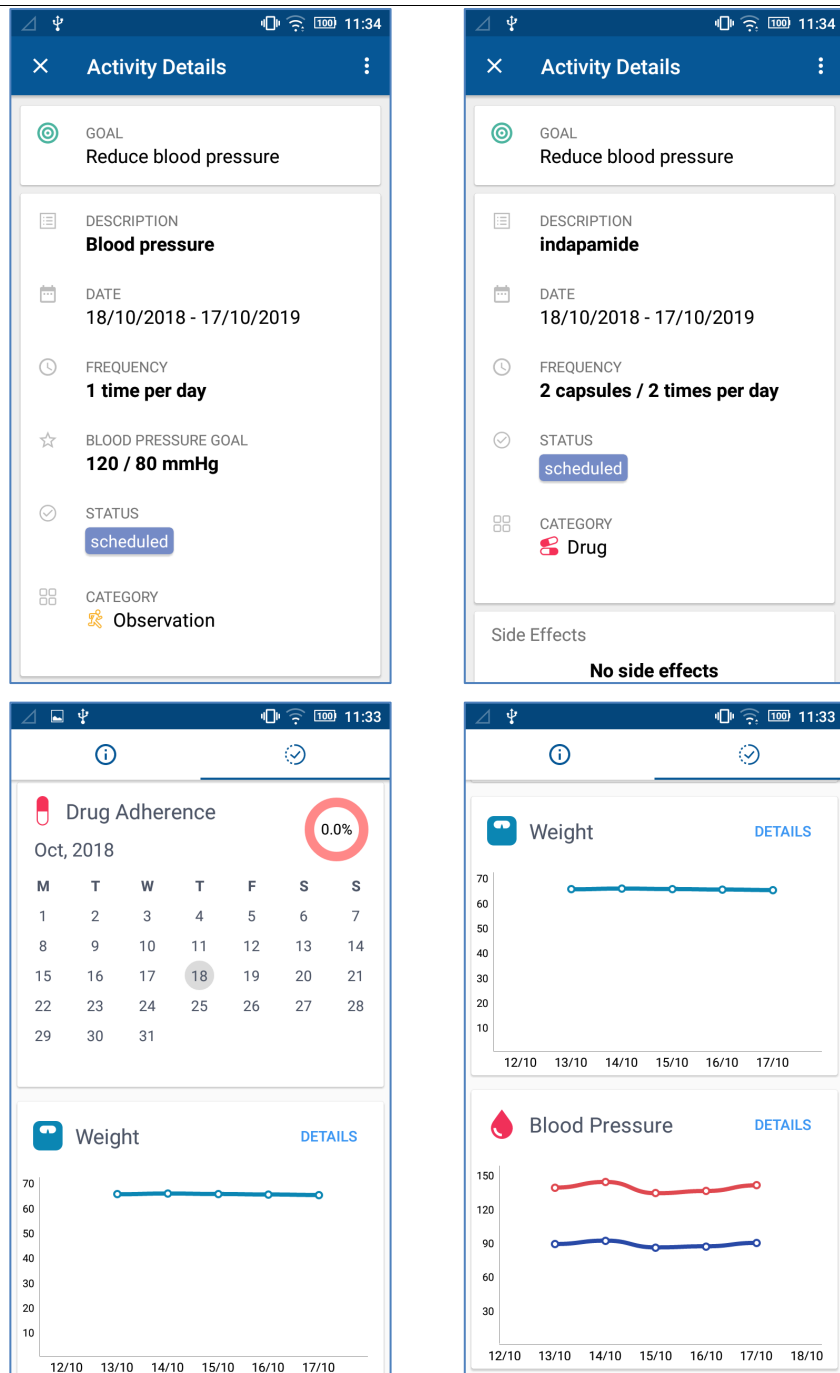 100 11:34
Activity Details
GOAL
Reduce blood pressure
DESCRIPTION
Blood pressure
DATE
18/10/2018 - 17/10/2019
FREQUENCY
1 time per day
BLOOD PRESSURE GOAL
120 / 80 mmHg
STATUS
scheduled
CATEGORY
Observation
100 11:34
Activity Details
GOAL
Reduce blood pressure
DESCRIPTION
indapamide
DATE
18/10/2018 - 17/10/2019
FREQUENCY
2 capsules / 2 times per day
STATUS
scheduled
CATEGORY
Drug
Side Effects
No side effects
100 11:33
Drug Adherence
0.0%
Oct, 2018
M T W T F S S
1 2 3 4 5 6 7
8 9 10 11 12 13 14
15 16 17 18 19 20 21
22 23 24 25 26 27 28
29 30 31
Weight DETAILS
70
60
50
40
30
20
10
12/10 13/10 14/10 15/10 16/10 17/10
100 11:33
Weight DETAILS
70
60
50
40
30
20
10
12/10 13/10 14/10 15/10 16/10 17/10
Blood Pressure DETAILS
150
120
90
60
30
12/10 13/10 14/10 15/10 16/10 17/10 18/10